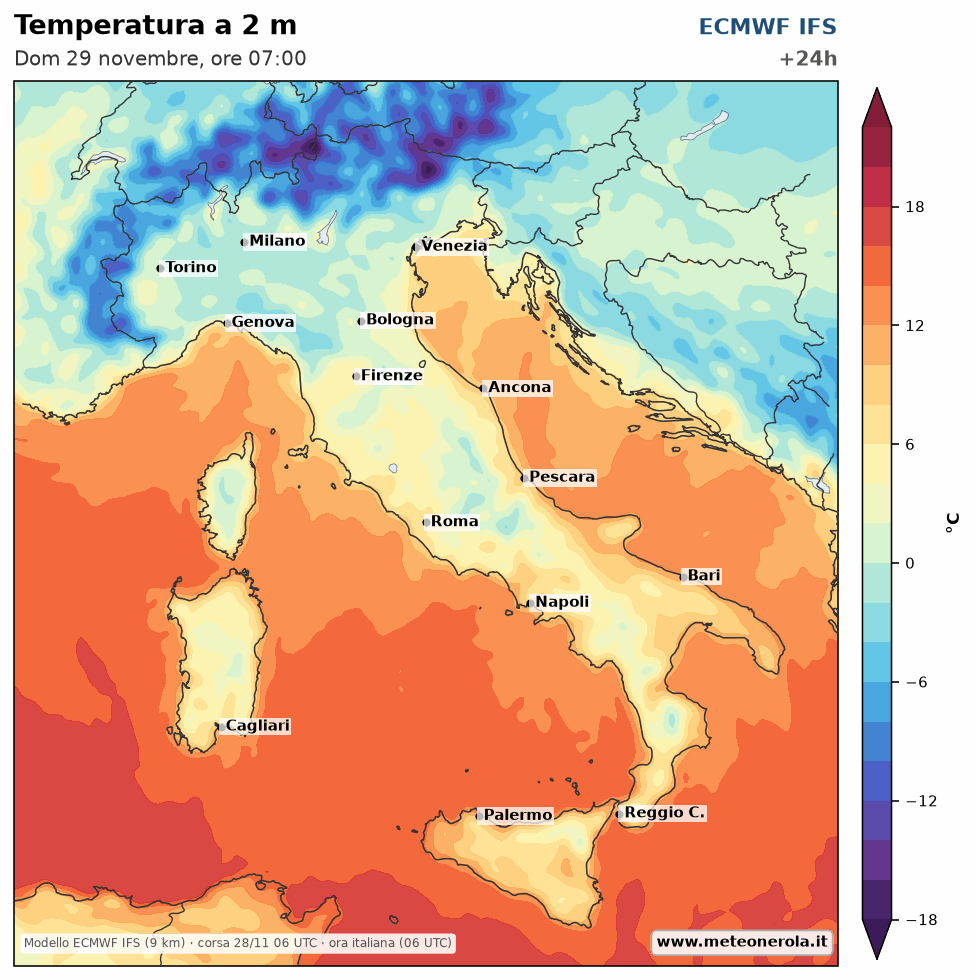 Temperatura a 2 m
ECMWF IFS
Dom 29 novembre, ore 07:00
+24h
Milano
Venezia
Torino
Genova
Bologna
Firenze
Ancona
Pescara
Roma
Bari
Napoli
Cagliari
Palermo
Reggio C.
18
12
6
0
−6
−12
−18
°C
Modello ECMWF IFS (9 km) · corsa 28/11 06 UTC · ora italiana (06 UTC)
www.meteonerola.it